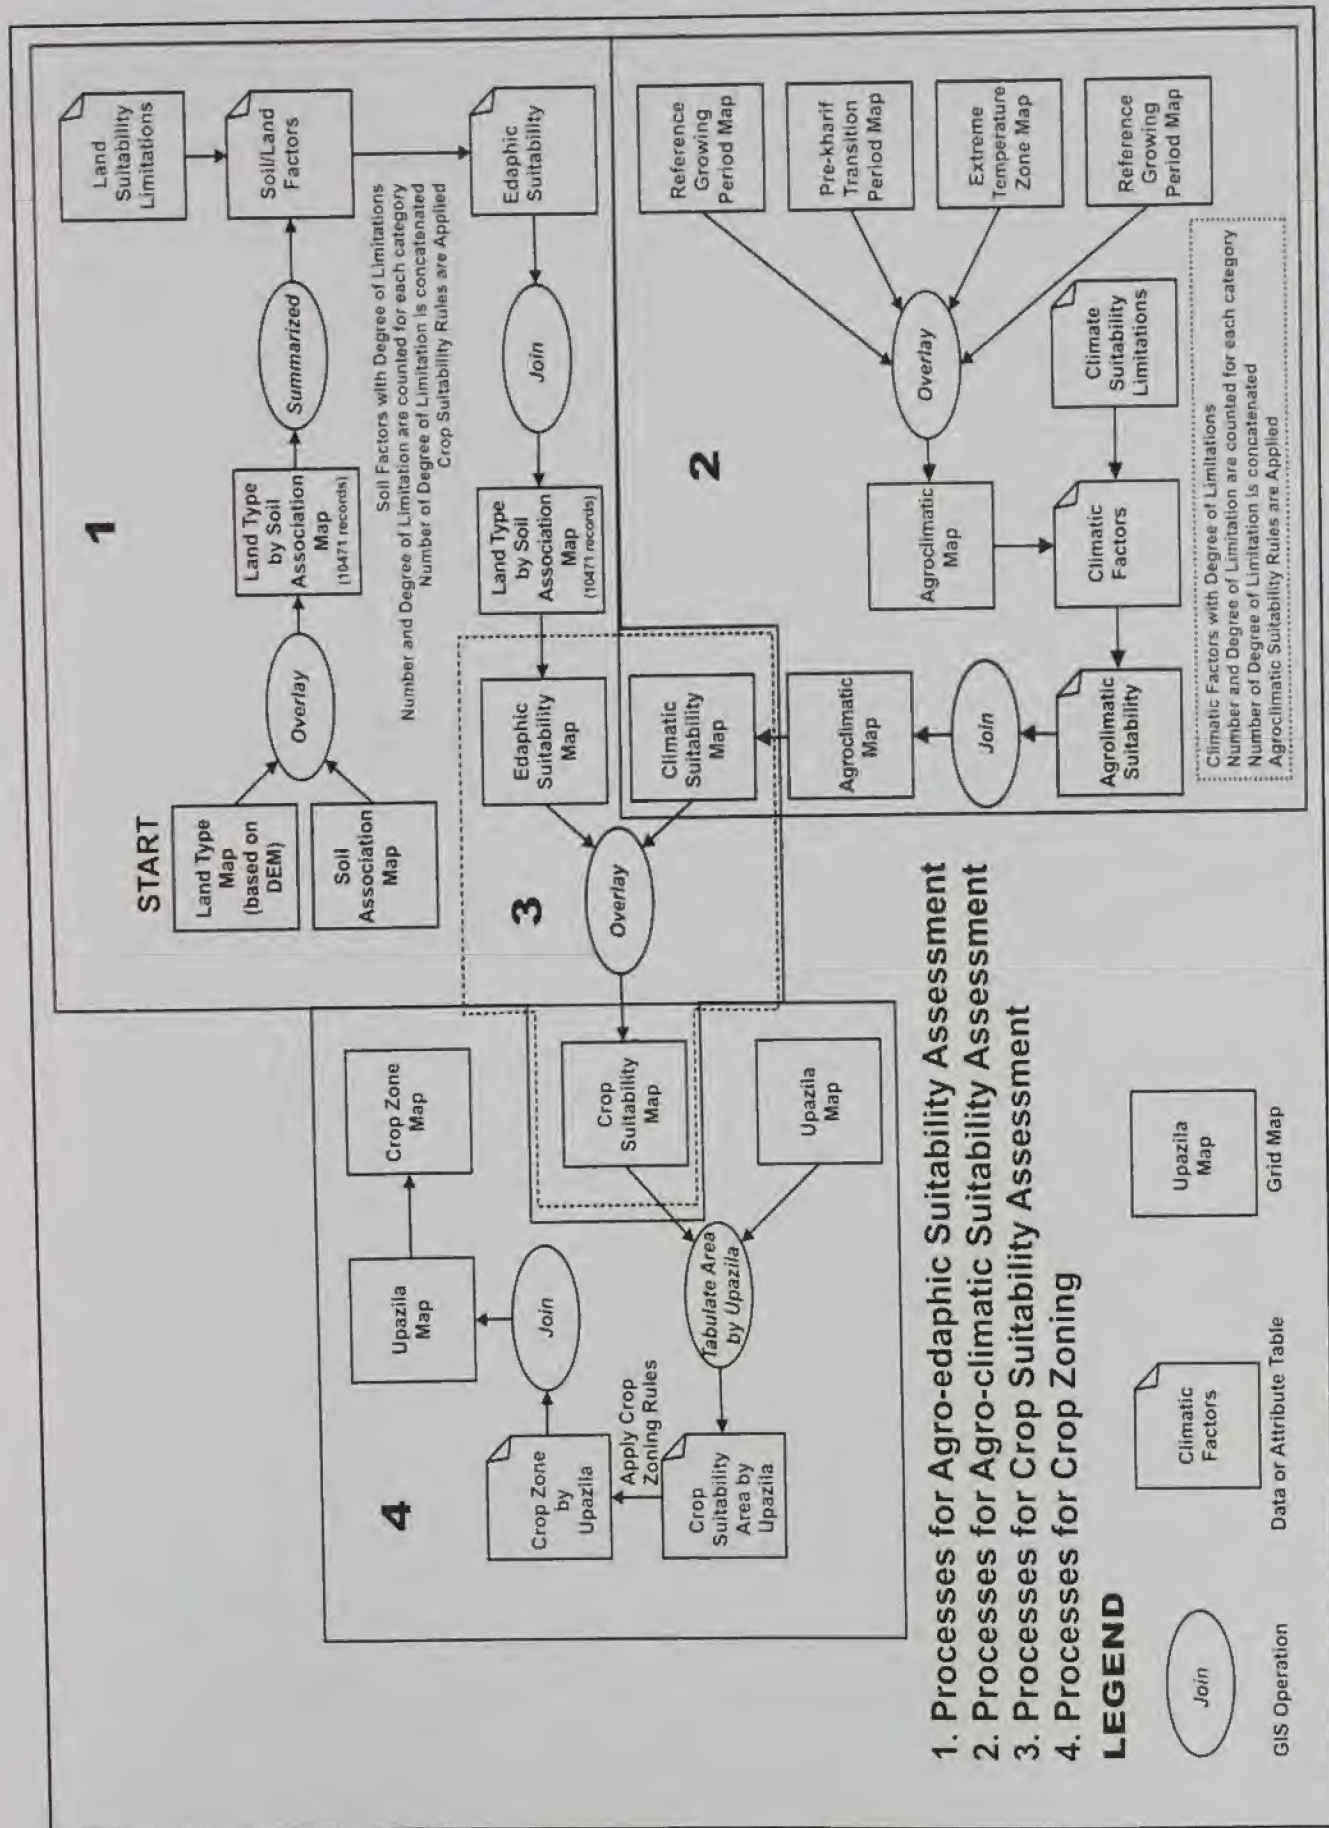 1
START
Land Type
Map
(based on
DEM)
Soil
Association
Map
Overlay
Land Type
by Soil
Association
Map
(10471 records)
Summarized
Land
Suitability
Limitations
Soil/Land
Factors
Soil Factors with Degree of Limitations
Number and Degree of Limitation are counted for each category
Number of Degree of Limitation is concatenated
Crop Suitability Rules are Applied
Edaphic
Suitability
Join
Land Type
by Soil
Association
Map
(10471 records)
Edaphic
Suitability
Map
2
Reference
Growing
Period Map
Pre-kharif
Transition
Period Map
Extreme
Temperature
Zone Map
Reference
Growing
Period Map
Overlay
Agroclimatic
Map
Climate
Suitability
Limitations
Climatic
Factors
Agrolimatic
Suitability
Join
Agroclimatic
Map
Climatic
Suitability
Map
Climatic Factors with Degree of Limitations
Number and Degree of Limitation are counted for each category
Number of Degree of Limitation is concatenated
Agroclimatic Suitability Rules are Applied
3
Overlay
Crop
Suitability
Map
4
Upazila
Map
Tabulate Area
by Upazila
Crop
Suitability
Area by
Upazila
Apply Crop
Zoning Rules
Crop Zone
by
Upazila
Join
Upazila
Map
Crop Zone
Map
1. Processes for Agro-edaphic Suitability Assessment
2. Processes for Agro-climatic Suitability Assessment
3. Processes for Crop Suitability Assessment
4. Processes for Crop Zoning
LEGEND
Join
GIS Operation
Climatic
Factors
Data or Attribute Table
Upazila
Map
Grid Map